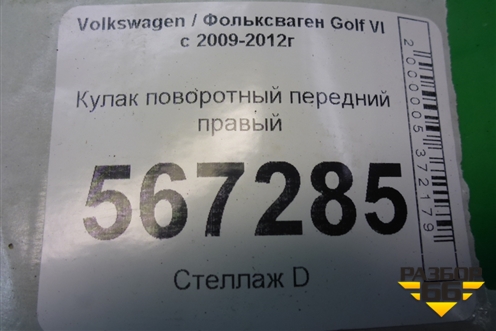 Volkswagen / Фольксваген Golf VI
с 2009-2012г
Кулак поворотный передний
правый
567285
Стеллаж D
2000005372179
РАЗБОР
66